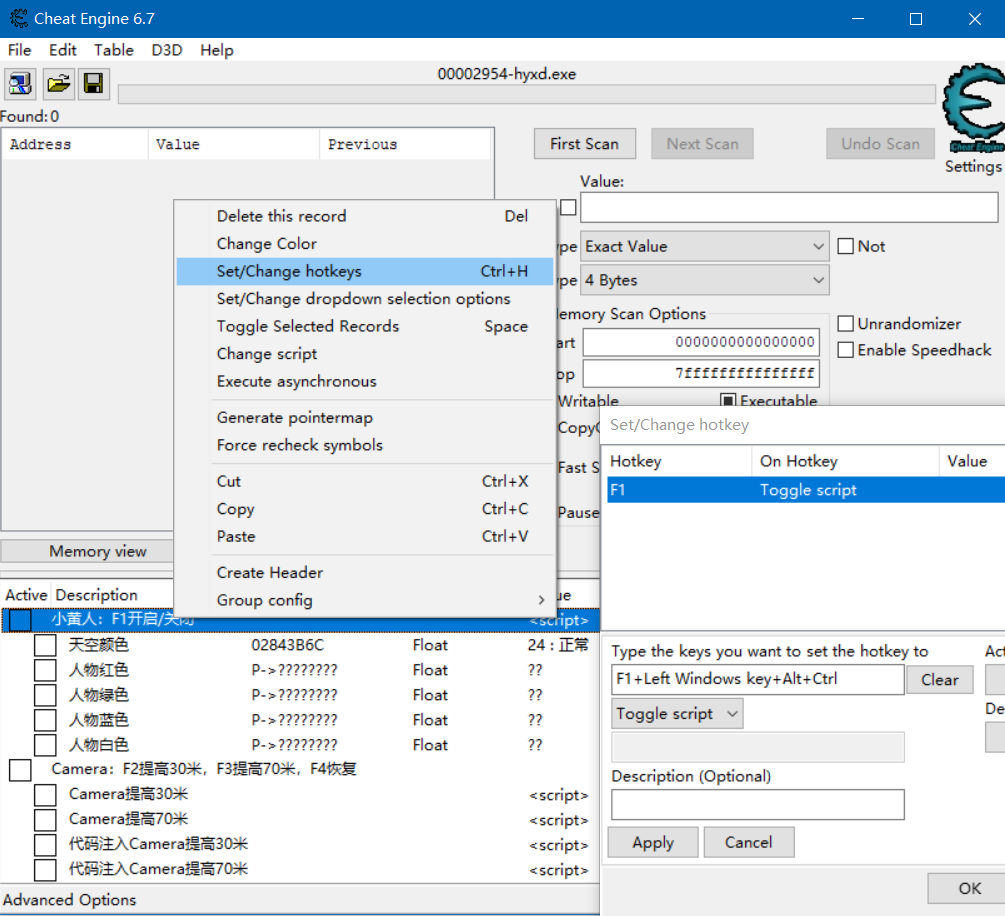 Cheat Engine 6.7
File Edit Table D3D Help
00002954-hyxd.exe
Found:0
Address Value Previous
First Scan Next Scan Undo Scan
Cheat Engine
Settings
Value:
Exact Value Not
4 Bytes
Memory Scan Options
0000000000000000
7fffffffffffffff
Unrandomizer
Enable Speedhack
Writable Executable
Fast S
Pause
Delete this record Del
Change Color
Set/Change hotkeys Ctrl+H
Set/Change dropdown selection options
Toggle Selected Records Space
Change script
Execute asynchronous
Generate pointermap
Force recheck symbols
Cut Ctrl+X
Copy Ctrl+C
Paste Ctrl+V
Create Header
Group config
Memory view
Active Description
小黄人：F1开启/关闭 <script>
天空颜色 02843B6C Float 24 : 正常
人物红色 P->???????? Float ??
人物绿色 P->???????? Float ??
人物蓝色 P->???????? Float ??
人物白色 P->???????? Float ??
Camera：F2提高30米，F3提高70米，F4恢复
Camera提高30米 <script>
Camera提高70米 <script>
代码注入Camera提高30米 <script>
代码注入Camera提高70米 <script>
Advanced Options
Set/Change hotkey
Hotkey On Hotkey Value
F1 Toggle script
Type the keys you want to set the hotkey to
F1+Left Windows key+Alt+Ctrl Clear
Toggle script
Description (Optional)
Apply Cancel
OK